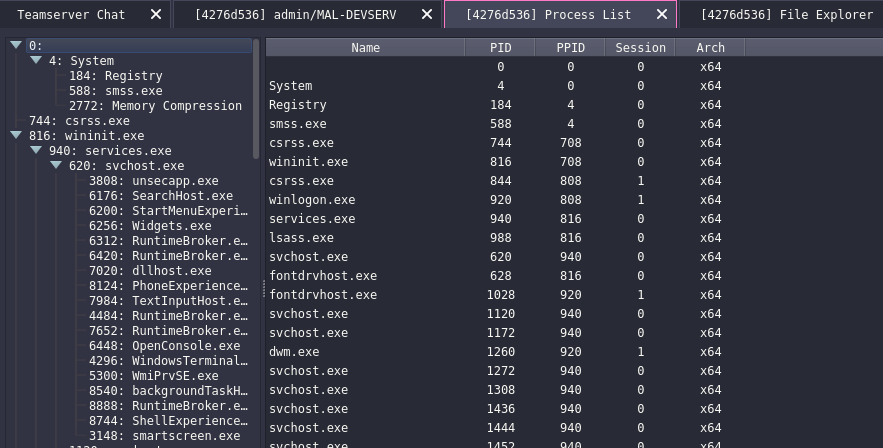 Teamserver Chat ✕ [4276d536] admin/MAL-DEVSERV ✕ [4276d536] Process List ✕ [4276d536] File Explorer
0:
4: System
184: Registry
588: smss.exe
2772: Memory Compression
744: csrss.exe
816: wininit.exe
940: services.exe
620: svchost.exe
3808: unsecapp.exe
6176: SearchHost.exe
6200: StartMenuExperi…
6256: Widgets.exe
6312: RuntimeBroker.e…
6420: RuntimeBroker.e…
7020: dllhost.exe
8124: PhoneExperience…
7984: TextInputHost.e…
4484: RuntimeBroker.e…
7652: RuntimeBroker.e…
6448: OpenConsole.exe
4296: WindowsTerminal…
5300: WmiPrvSE.exe
8540: backgroundTaskH…
8888: RuntimeBroker.e…
8744: ShellExperience…
3148: smartscreen.exe
Name PID PPID Session Arch
0 0 0 x64
System 4 0 0 x64
Registry 184 4 0 x64
smss.exe 588 4 0 x64
csrss.exe 744 708 0 x64
wininit.exe 816 708 0 x64
csrss.exe 844 808 1 x64
winlogon.exe 920 808 1 x64
services.exe 940 816 0 x64
lsass.exe 988 816 0 x64
svchost.exe 620 940 0 x64
fontdrvhost.exe 628 816 0 x64
fontdrvhost.exe 1028 920 1 x64
svchost.exe 1120 940 0 x64
svchost.exe 1172 940 0 x64
dwm.exe 1260 920 1 x64
svchost.exe 1272 940 0 x64
svchost.exe 1308 940 0 x64
svchost.exe 1436 940 0 x64
svchost.exe 1444 940 0 x64
svchost.exe 1452 940 0 x64